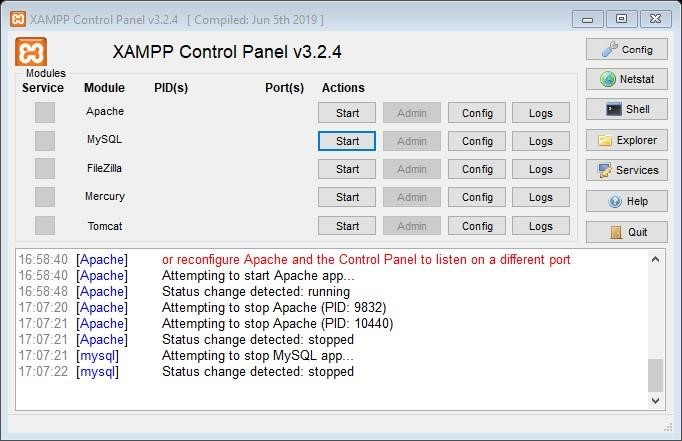 XAMPP Control Panel v3.2.4 [ Compiled: Jun 5th 2019 ]
XAMPP Control Panel v3.2.4
Config
Netstat
Shell
Explorer
Services
Help
Quit
Modules
Service Module PID(s) Port(s) Actions
Apache Start Admin Config Logs
MySQL Start Admin Config Logs
FileZilla Start Admin Config Logs
Mercury Start Admin Config Logs
Tomcat Start Admin Config Logs
16:58:40 [Apache] or reconfigure Apache and the Control Panel to listen on a different port
16:58:40 [Apache] Attempting to start Apache app...
16:58:48 [Apache] Status change detected: running
17:07:20 [Apache] Attempting to stop Apache (PID: 9832)
17:07:21 [Apache] Attempting to stop Apache (PID: 10440)
17:07:21 [Apache] Status change detected: stopped
17:07:21 [mysql] Attempting to stop MySQL app...
17:07:22 [mysql] Status change detected: stopped